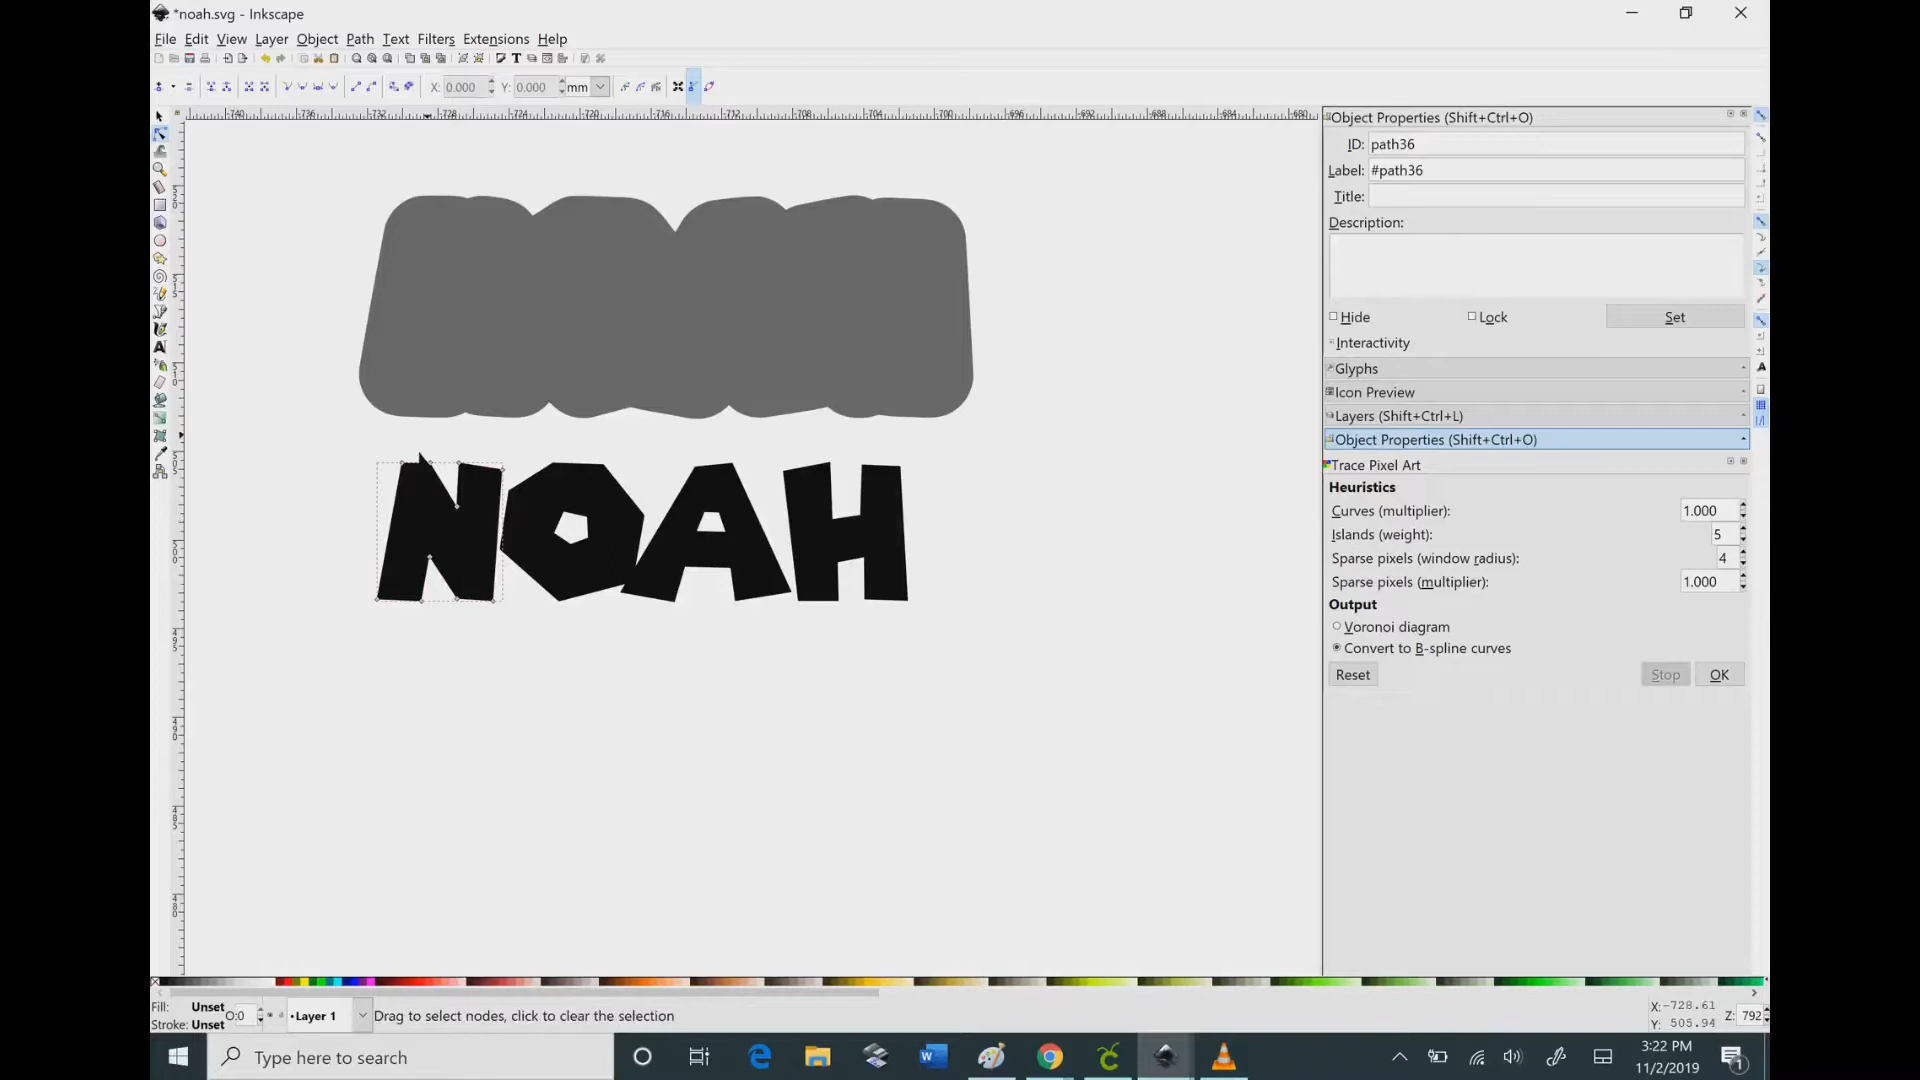 *noah.svg - Inkscape
File Edit View Layer Object Path Text Filters Extensions Help
X: 0.000 Y: 0.000 mm
Object Properties (Shift+Ctrl+O)
ID: path36
Label: #path36
Title:
Description:
Hide Lock Set
Interactivity
Glyphs
Icon Preview
Layers (Shift+Ctrl+L)
Object Properties (Shift+Ctrl+O)
Trace Pixel Art
Heuristics
Curves (multiplier): 1.000
Islands (weight): 5
Sparse pixels (window radius): 4
Sparse pixels (multiplier): 1.000
Output
Voronoi diagram
Convert to B-spline curves
Reset Stop OK
NOAH
Fill: Unset
Stroke: Unset
O: 0
•Layer 1
Drag to select nodes, click to clear the selection
X: -728.61
Y: 505.94
Z: 792
Type here to search
3:22 PM
11/2/2019